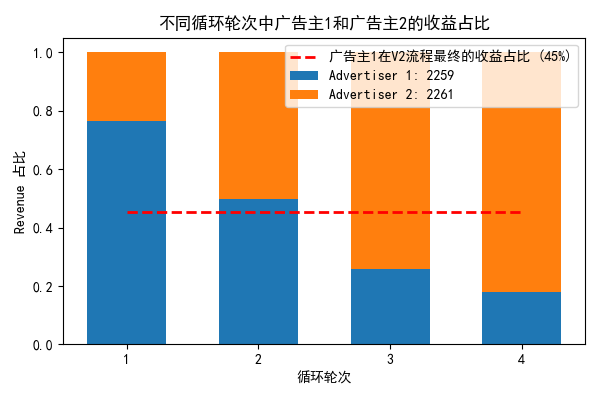 不同循环轮次中广告主1和广告主2的收益占比
广告主1在V2流程最终的收益占比 (45%)
Advertiser 1: 2259
Advertiser 2: 2261
Revenue 占比
1.0
0.8
0.6
0.4
0.2
0.0
1 2 3 4
循环轮次